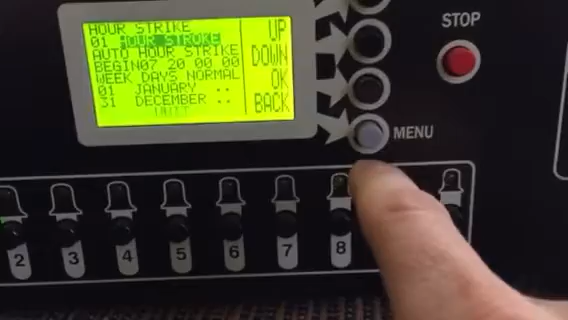 HOUR STRIKE
01 HOUR STROKE
AUTO HOUR STRIKE
BEGIN07 20 00 00
WEEK DAYS NORMAL
01 JANUARY ..
31 DECEMBER ..
WAIT
UP
DOWN
OK
BACK
STOP
MENU
2 3 4 5 6 7 8